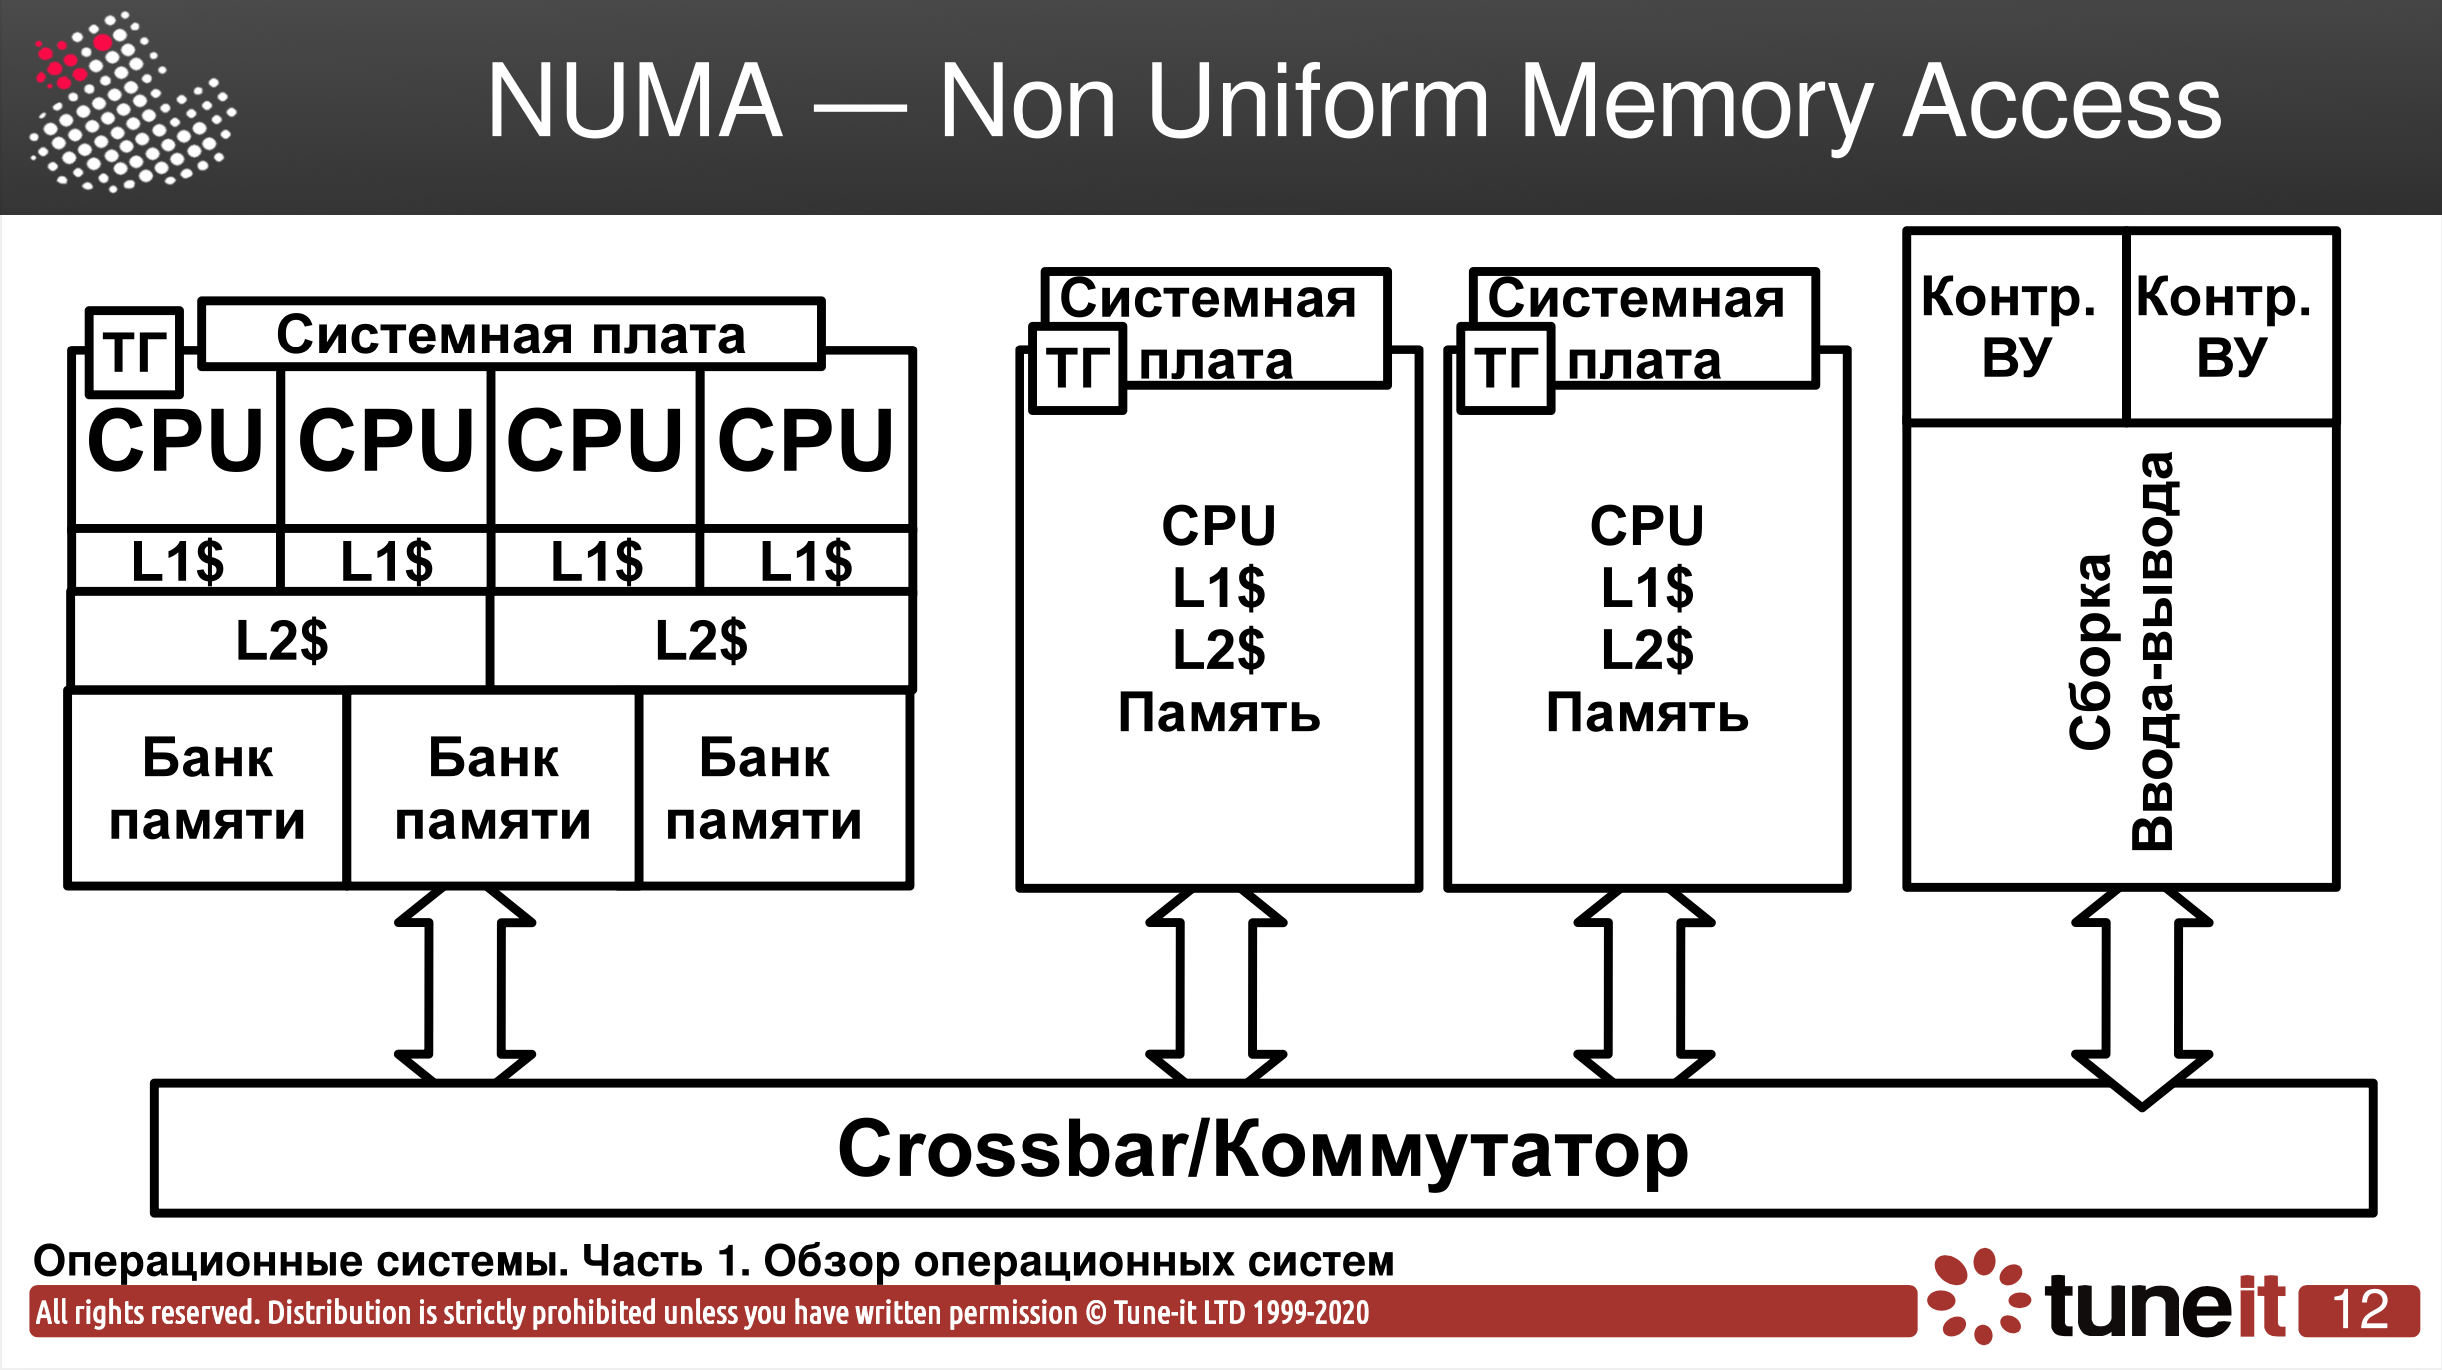 NUMA — Non Uniform Memory Access
ТГ
Системная плата
CPU CPU CPU CPU
L1$ L1$ L1$ L1$
L2$ L2$
Банк памяти
Банк памяти
Банк памяти
Системная
ТГ плата
CPU
L1$
L2$
Память
Системная
ТГ плата
CPU
L1$
L2$
Память
Контр.
ВУ
Контр.
ВУ
Сборка
Ввода-вывода
Crossbar/Коммутатор
Операционные системы. Часть 1. Обзор операционных систем
All rights reserved. Distribution is strictly prohibited unless you have written permission © Tune-it LTD 1999-2020
tuneit
12